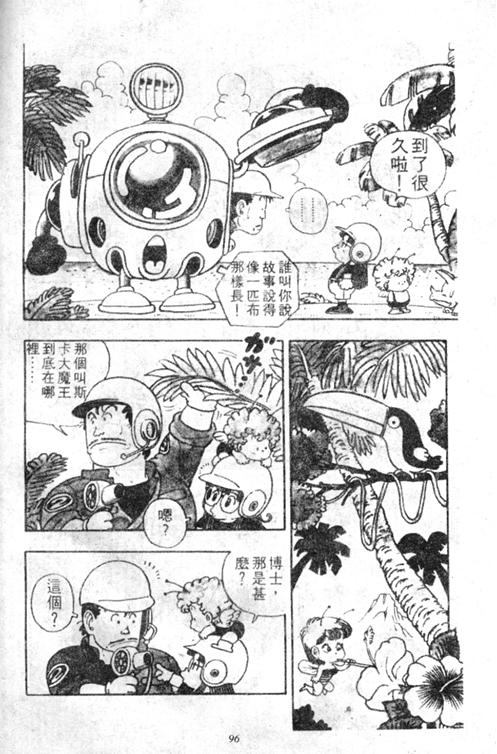 到了很
久啦！
…………
誰叫你說
故事說得
像一匹布
那樣長！
ガサ…
那個叫斯
卡大魔王
到底在哪
裡……
嗯？
博士，
那是甚
麼？
這個？
96